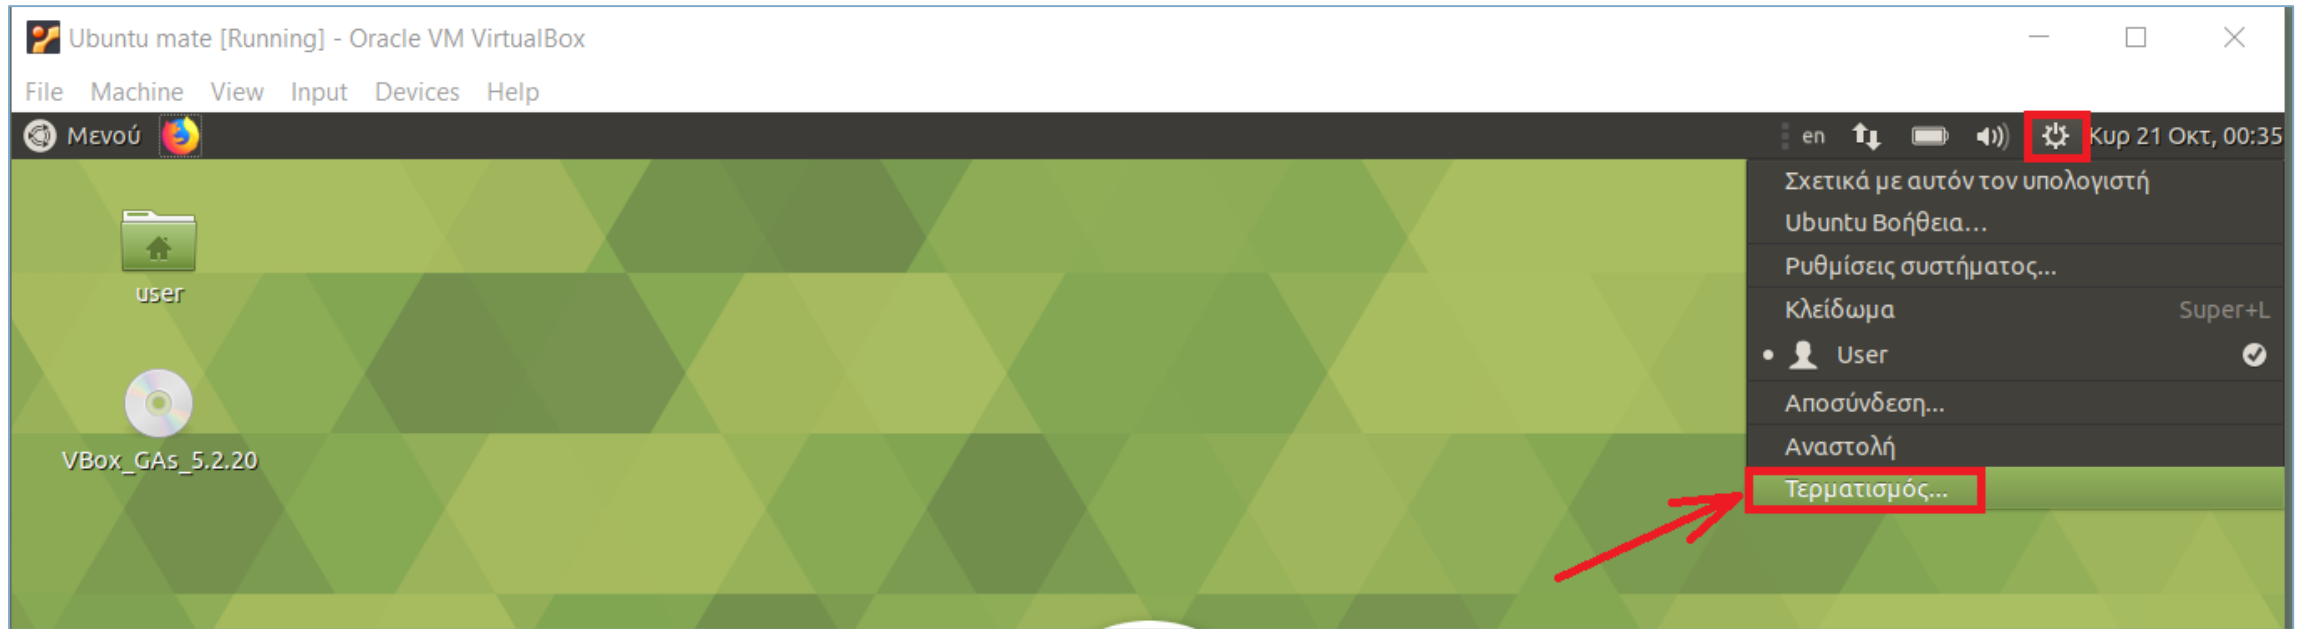 Ubuntu mate [Running] - Oracle VM VirtualBox
File Machine View Input Devices Help
Μενού en Κυρ 21 Οκτ, 00:35
Σχετικά με αυτόν τον υπολογιστή
Ubuntu Βοήθεια...
Ρυθμίσεις συστήματος...
Κλείδωμα Super+L
User
Αποσύνδεση...
Αναστολή
Τερματισμός...
user
VBox_GAs_5.2.20